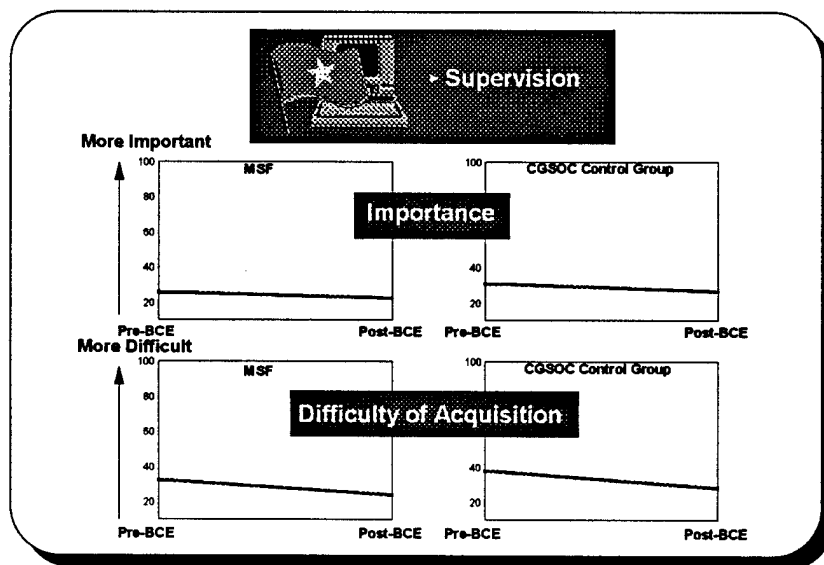 ▸ Supervision
More Important
MSF
100
80
60
40
20
Pre-BCE
Post-BCE
CGSOC Control Group
100
40
20
Pre-BCE
Post-BCE
Importance
More Difficult
MSF
100
80
60
40
20
Pre-BCE
Post-BCE
CGSOC Control Group
100
40
20
Pre-BCE
Post-BCE
Difficulty of Acquisition